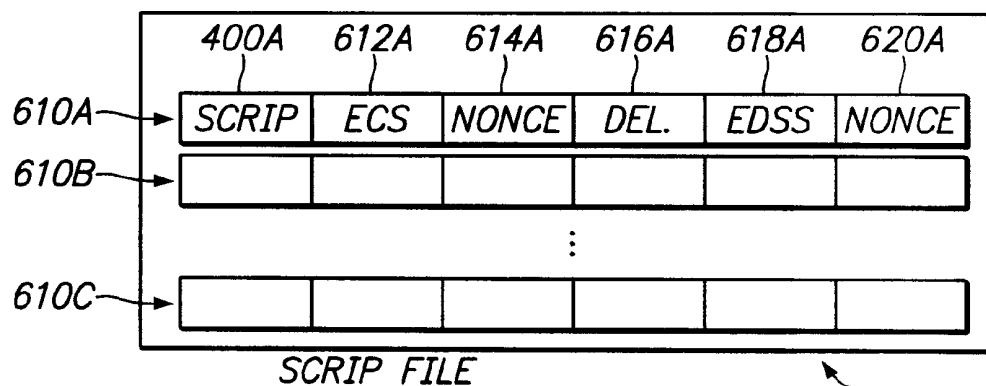 400A 612A 614A 616A 618A 620A
610A SCRIP ECS NONCE DEL. EDSS NONCE
610B
⋮
610C
SCRIP FILE